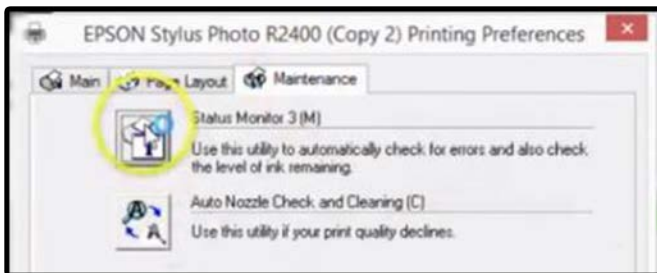 EPSON Stylus Photo R2400 (Copy 2) Printing Preferences
Main Page Layout Maintenance
Status Monitor 3 (M)
Use this utility to automatically check for errors and also check
the level of ink remaining.
Auto Nozzle Check and Cleaning (C)
Use this utility if your print quality declines.